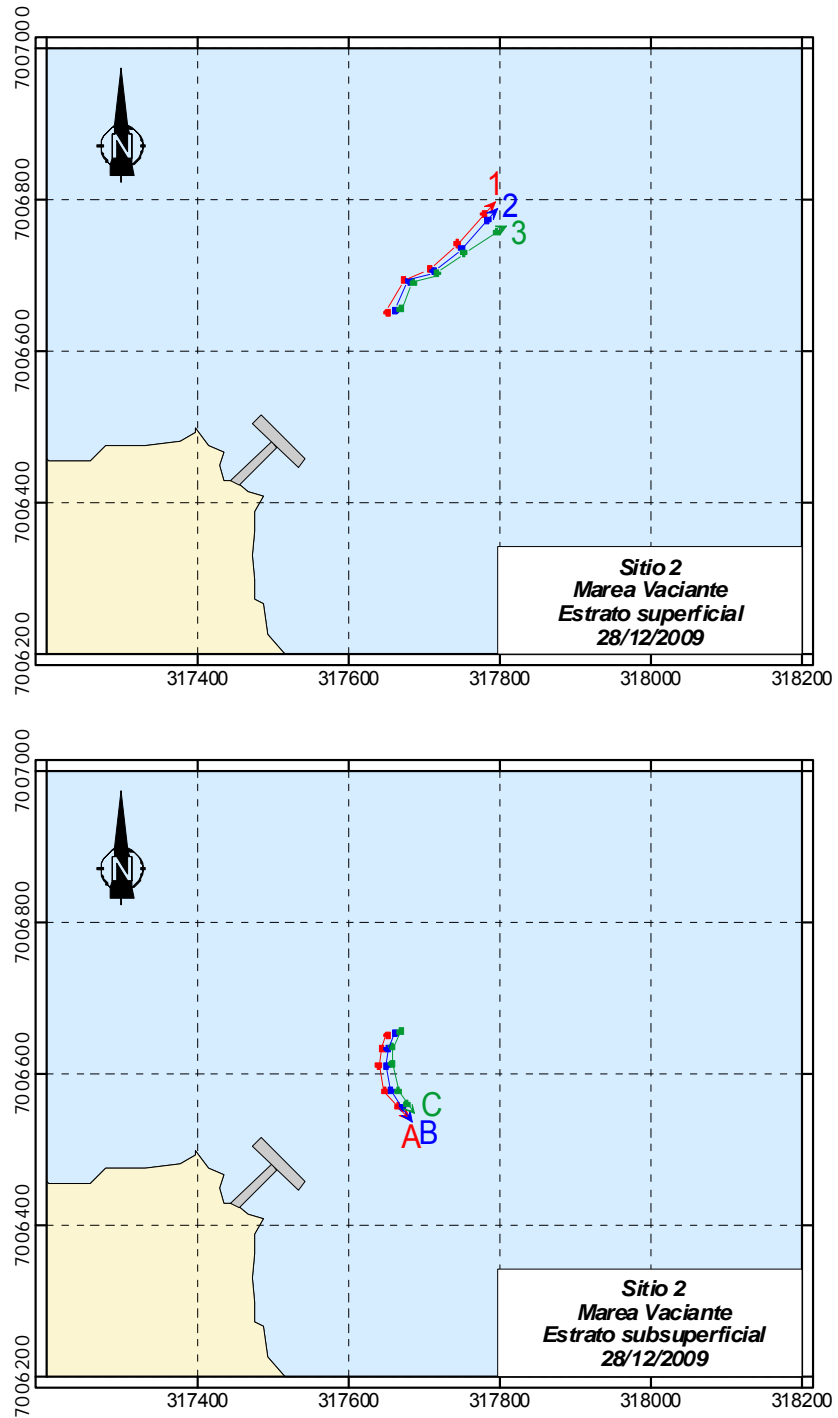 7007000
N
7006800
1
2
3
7006600
7006400
Sitio 2
Marea Vaciante
Estrato superficial
28/12/2009
7006200
317400 317600 317800 318000 318200
7007000
N
7006800
7006600
C
A B
7006400
Sitio 2
Marea Vaciante
Estrato subsuperficial
28/12/2009
7006200
317400 317600 317800 318000 318200